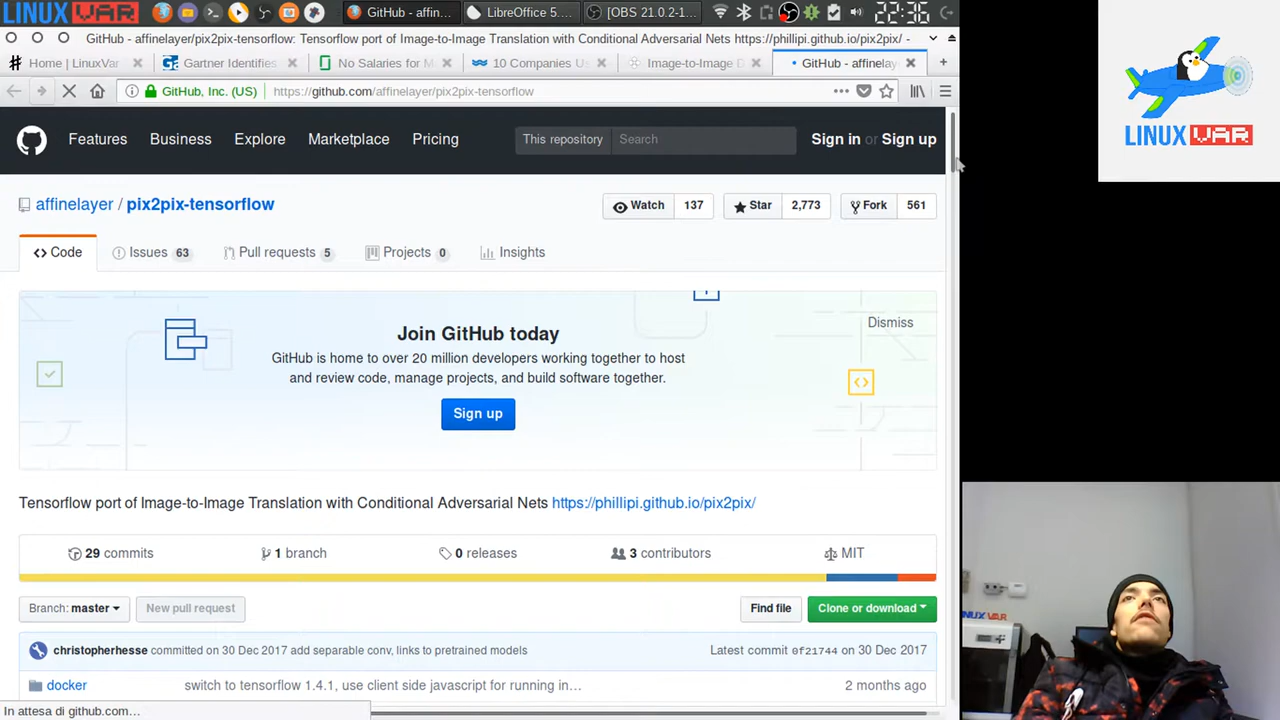 LINUX VAR
GitHub - affin...
LibreOffice 5....
[OBS 21.0.2-1...
22:36
GitHub - affinelayer/pix2pix-tensorflow: Tensorflow port of Image-to-Image Translation with Conditional Adversarial Nets https://phillipi.github.io/pix2pix/ -
Home | LinuxVar
Gartner Identifies
No Salaries for M
10 Companies U
Image-to-Image D
GitHub - affinelay
GitHub, Inc. (US)
https://github.com/affinelayer/pix2pix-tensorflow
Features
Business
Explore
Marketplace
Pricing
This repository
Search
Sign in or Sign up
affinelayer / pix2pix-tensorflow
Watch 137
Star 2,773
Fork 561
Code
Issues 63
Pull requests 5
Projects 0
Insights
Join GitHub today
Dismiss
GitHub is home to over 20 million developers working together to host
and review code, manage projects, and build software together.
Sign up
Tensorflow port of Image-to-Image Translation with Conditional Adversarial Nets https://phillipi.github.io/pix2pix/
29 commits
1 branch
0 releases
3 contributors
MIT
Branch: master
New pull request
Find file
Clone or download
christopherhesse committed on 30 Dec 2017 add separable conv, links to pretrained models
Latest commit 0f21744 on 30 Dec 2017
docker
switch to tensorflow 1.4.1, use client side javascript for running in…
2 months ago
In attesa di github.com…
LINUX VAR
LINUX VAR